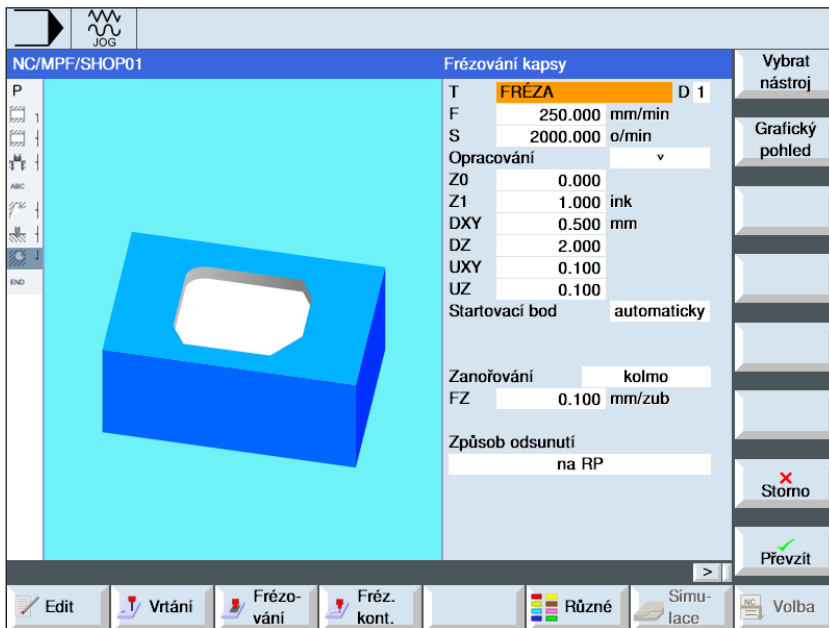 JOG
NC/MPF/SHOP01
Frézování kapsy
P
1
ABC
END
T FRÉZA D 1
F 250.000 mm/min
S 2000.000 o/min
Opracování ᵛ
Z0 0.000
Z1 1.000 ink
DXY 0.500 mm
DZ 2.000
UXY 0.100
UZ 0.100
Startovací bod automaticky
Zanořování kolmo
FZ 0.100 mm/zub
Způsob odsunutí
na RP
>
Vybrat
nástroj
Grafický
pohled
Storno
Převzít
Edit
Vrtání
Frézo-
vání
Fréz.
kont.
Různé
Simu-
lace
NC
Volba